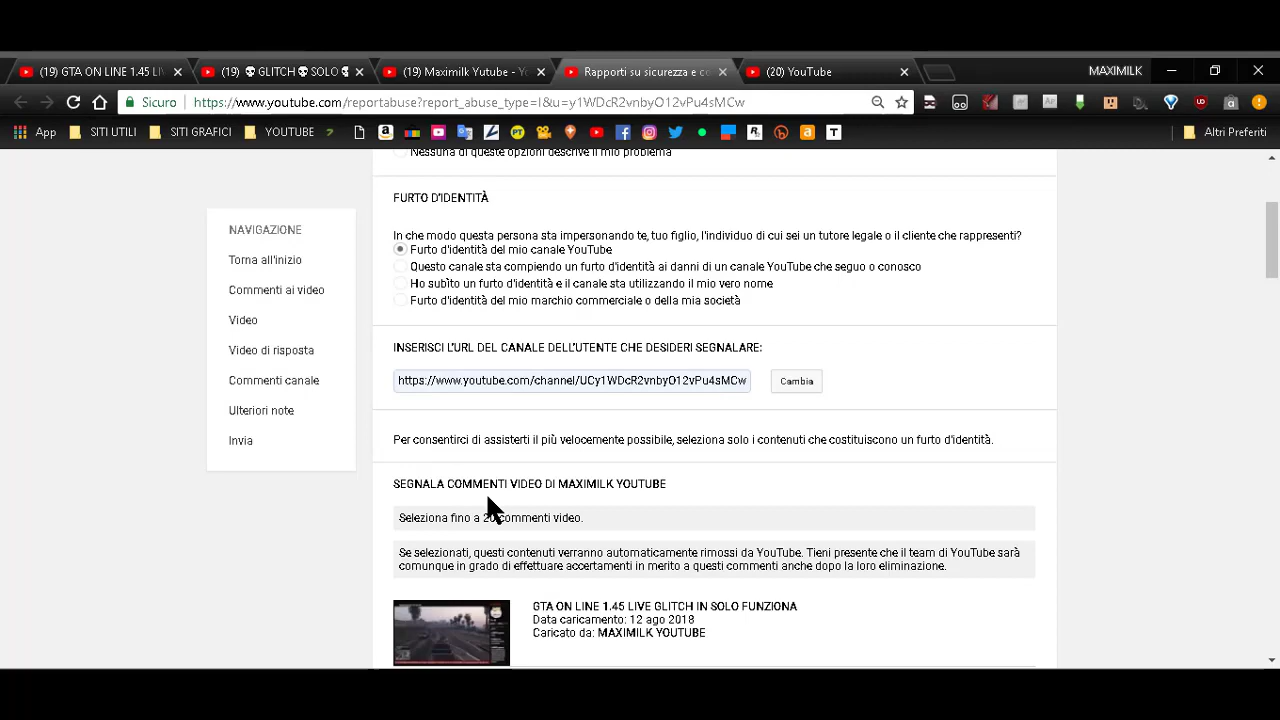 (19) GTA ON LINE 1.45 LI
(19) 💀GLITCH💀SOLO
(19) Maximilk Yutube - Y
Rapporti su sicurezza e co
(20) YouTube
MAXIMILK
Sicuro
https://www.youtube.com/reportabuse?report_abuse_type=I&u=y1WDcR2vnbyO12vPu4sMCw
App
SITI UTILI
SITI GRAFICI
YOUTUBE
Altri Preferiti
Nessuna di queste opzioni descrive il mio problema
FURTO D'IDENTITÀ
In che modo questa persona sta impersonando te, tuo figlio, l'individuo di cui sei un tutore legale o il cliente che rappresenti?
Furto d'identità del mio canale YouTube
Questo canale sta compiendo un furto d'identità ai danni di un canale YouTube che seguo o conosco
Ho subìto un furto d'identità e il canale sta utilizzando il mio vero nome
Furto d'identità del mio marchio commerciale o della mia società
NAVIGAZIONE
Torna all'inizio
Commenti ai video
Video
Video di risposta
Commenti canale
Ulteriori note
Invia
INSERISCI L'URL DEL CANALE DELL'UTENTE CHE DESIDERI SEGNALARE:
https://www.youtube.com/channel/UCy1WDcR2vnbyO12vPu4sMCw
Cambia
Per consentirci di assisterti il più velocemente possibile, seleziona solo i contenuti che costituiscono un furto d'identità.
SEGNALA COMMENTI VIDEO DI MAXIMILK YOUTUBE
Seleziona fino a 20 commenti video.
Se selezionati, questi contenuti verranno automaticamente rimossi da YouTube. Tieni presente che il team di YouTube sarà
comunque in grado di effettuare accertamenti in merito a questi commenti anche dopo la loro eliminazione.
GTA ON LINE 1.45 LIVE GLITCH IN SOLO FUNZIONA
Data caricamento: 12 ago 2018
Caricato da: MAXIMILK YOUTUBE